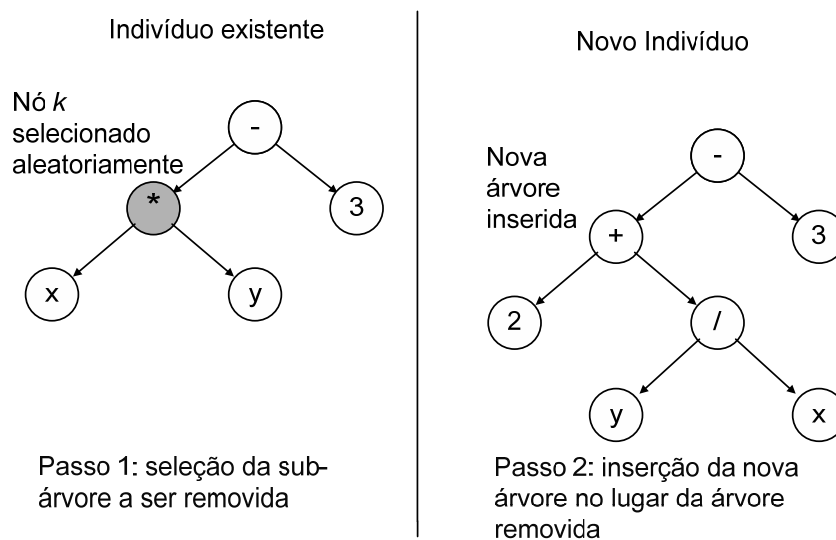 Indivíduo existente
Nó k
selecionado
aleatoriamente
-
*
3
x
y
Passo 1: seleção da sub-
árvore a ser removida
Novo Indivíduo
Nova
árvore
inserida
-
+
3
2
/
y
x
Passo 2: inserção da nova
árvore no lugar da árvore
removida